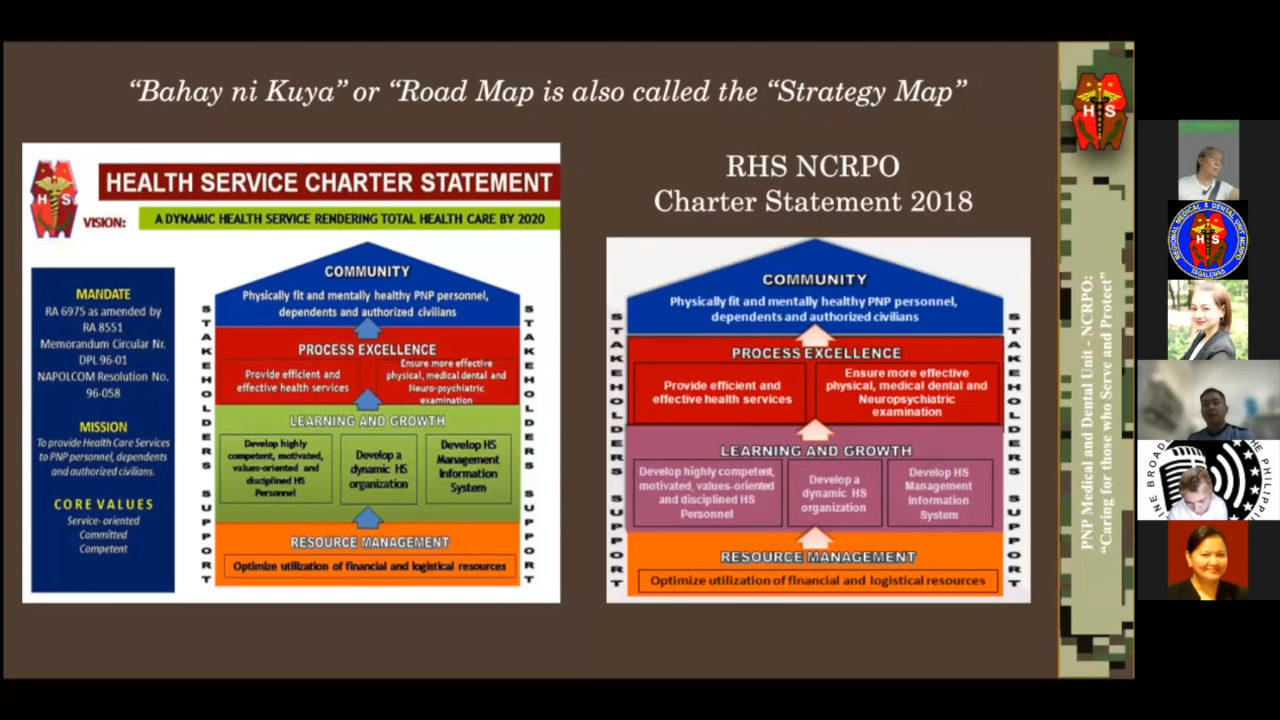 “Bahay ni Kuya” or “Road Map is also called the “Strategy Map”
HS
HEALTH SERVICE CHARTER STATEMENT
VISION:
A DYNAMIC HEALTH SERVICE RENDERING TOTAL HEALTH CARE BY 2020
MANDATE
RA 6975 as amended by
RA 8551
Memorandum Circular Nr.
DPL 96-01
NAPOLCOM Resolution No.
96-058
MISSION
To provide Health Care Services
to PNP personnel, dependents
and authorized civilians.
CORE VALUES
Service- oriented
Committed
Competent
STAKEHOLDERS SUPPORT
COMMUNITY
Physically fit and mentally healthy PNP personnel,
dependents and authorized civilians
PROCESS EXCELLENCE
Provide efficient and
effective health services
Ensure more effective
physical, medical dental and
Neuro-psychiatric
examination
LEARNING AND GROWTH
Develop highly
competent, motivated,
values-oriented and
disciplined HS
Personnel
Develop a
dynamic HS
organization
Develop HS
Management
Information
System
RESOURCE MANAGEMENT
Optimize utilization of financial and logistical resources
STAKEHOLDERS SUPPORT
RHS NCRPO
Charter Statement 2018
STAKEHOLDERS SUPPORT
COMMUNITY
Physically fit and mentally healthy PNP personnel,
dependents and authorized civilians
PROCESS EXCELLENCE
Provide efficient and
effective health services
Ensure more effective
physical, medical dental and
Neuropsychiatric
examination
LEARNING AND GROWTH
Develop highly competent,
motivated, values-oriented
and disciplined HS
Personnel
Develop a
dynamic HS
organization
Develop HS
Management
Information
System
RESOURCE MANAGEMENT
Optimize utilization of financial and logistical resources
STAKEHOLDERS SUPPORT
HS
PNP Medical and Dental Unit - NCRPO:
“Caring for those who Serve and Protect”
REGIONAL MEDICAL & DENTAL UNIT NCRPO
HS
TAGALUNAS